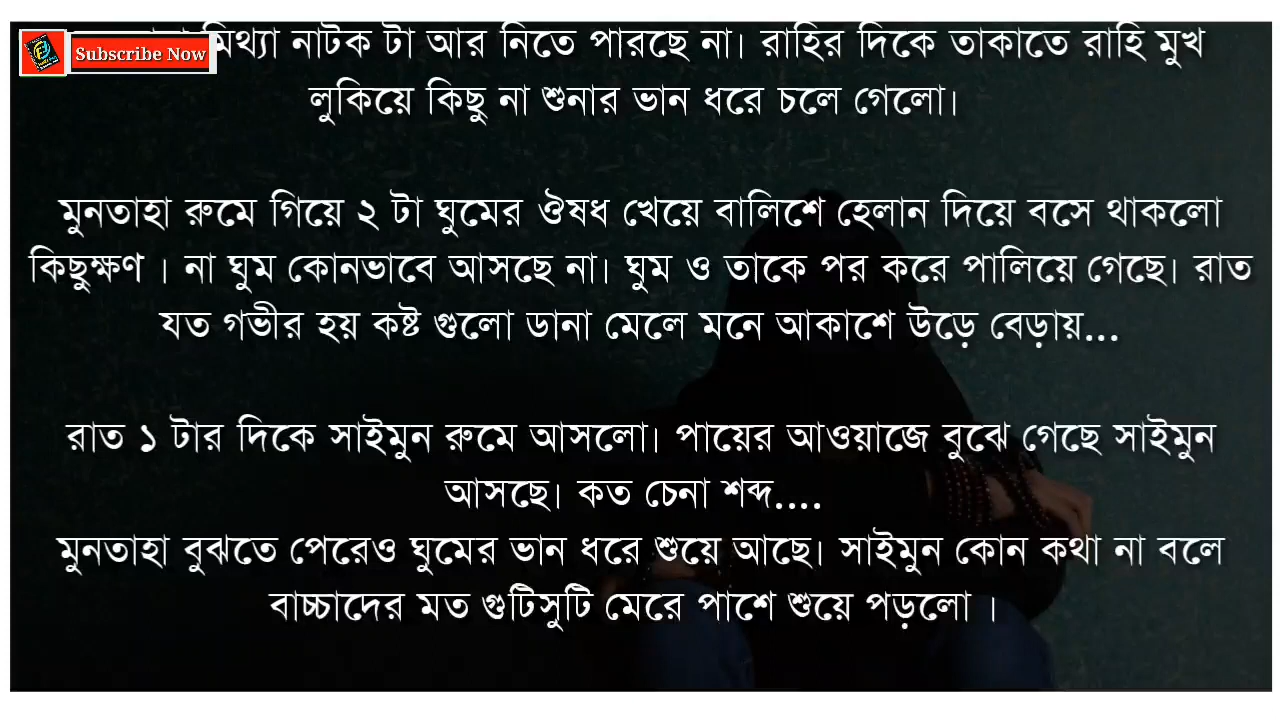 Subscribe Now
মিথ্যা নাটক টা আর নিতে পারছে না। রাহির দিকে তাকাতে রাহি মুখ
লুকিয়ে কিছু না শুনার ভান ধরে চলে গেলো।
মুনতাহা রুমে গিয়ে ২ টা ঘুমের ঔষধ খেয়ে বালিশে হেলান দিয়ে বসে থাকলো
কিছুক্ষণ । না ঘুম কোনভাবে আসছে না। ঘুম ও তাকে পর করে পালিয়ে গেছে। রাত
যত গভীর হয় কষ্ট গুলো ডানা মেলে মনে আকাশে উড়ে বেড়ায়...
রাত ১ টার দিকে সাইমুন রুমে আসলো। পায়ের আওয়াজে বুঝে গেছে সাইমুন
আসছে। কত চেনা শব্দ....
মুনতাহা বুঝতে পেরেও ঘুমের ভান ধরে শুয়ে আছে। সাইমুন কোন কথা না বলে
বাচ্চাদের মত গুটিসুটি মেরে পাশে শুয়ে পড়লো ।